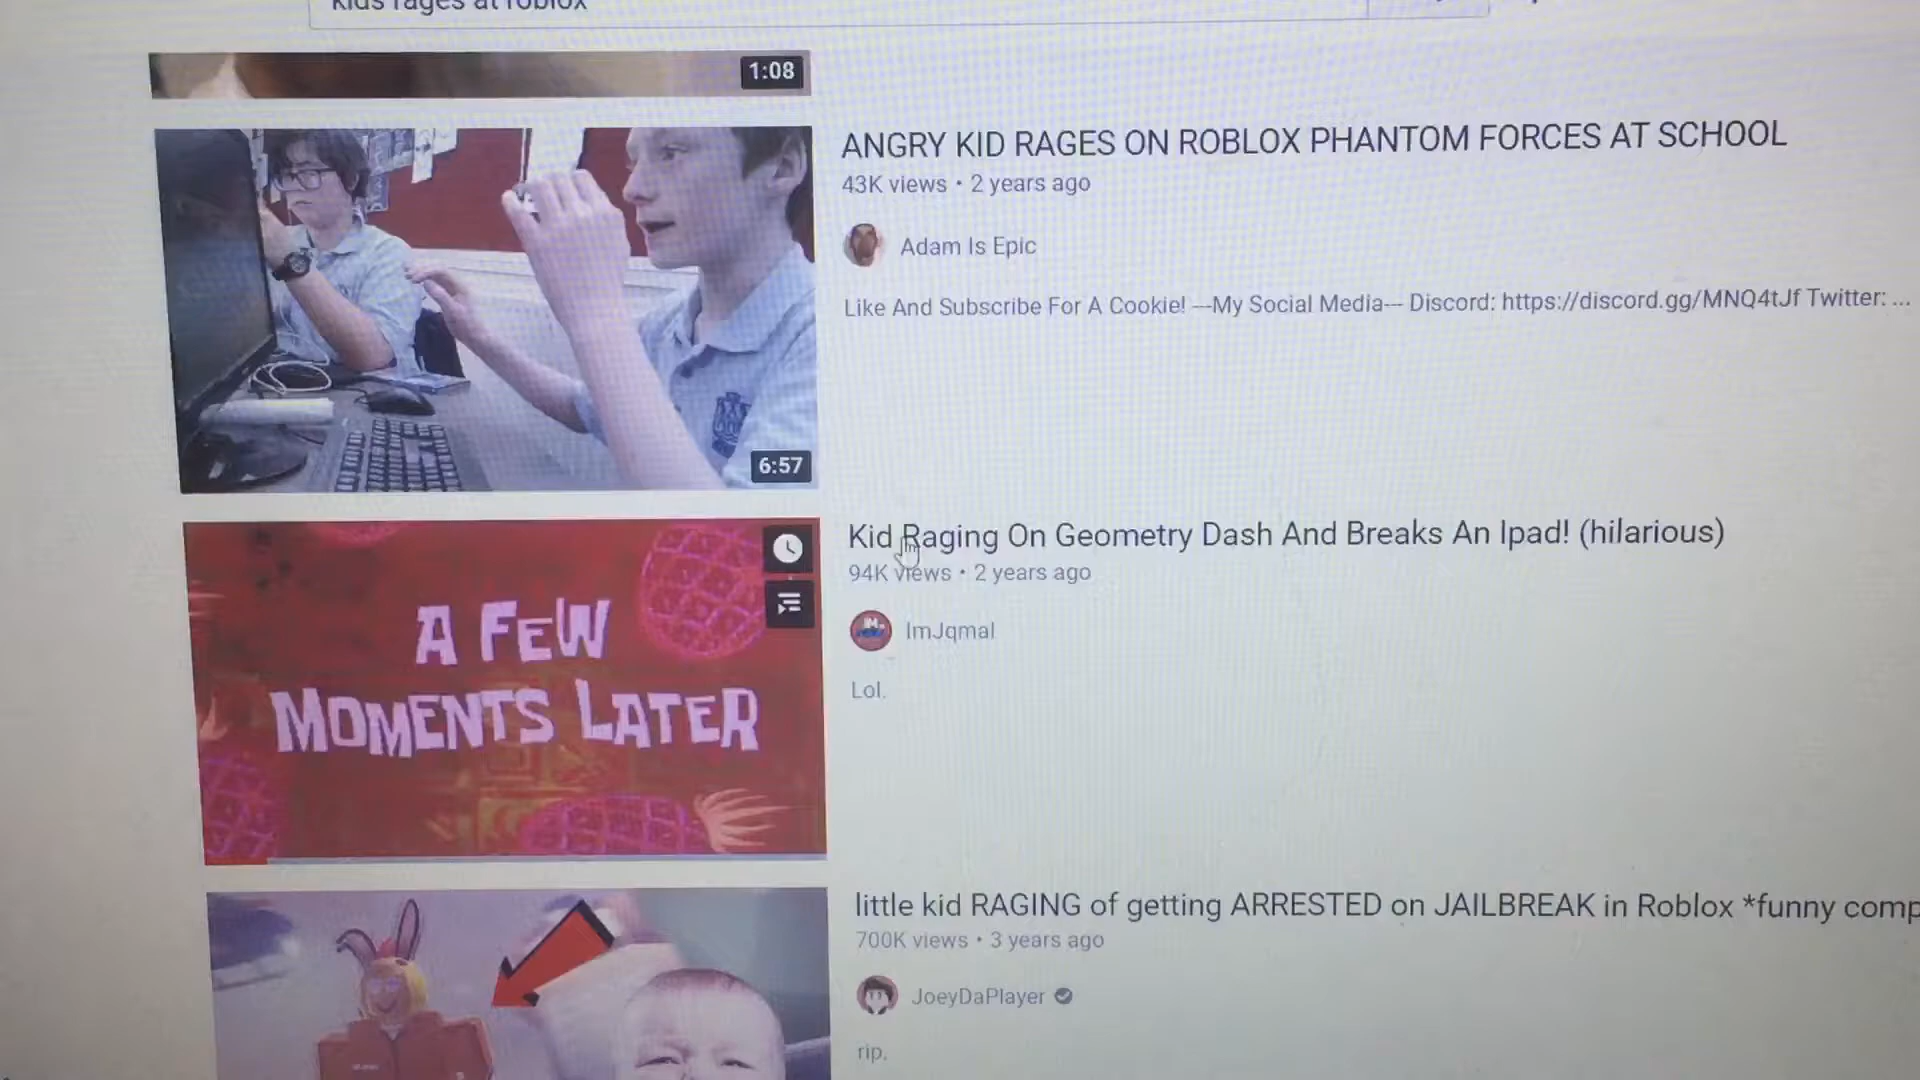 kids rages at roblox
1:08
ANGRY KID RAGES ON ROBLOX PHANTOM FORCES AT SCHOOL
43K views • 2 years ago
Adam Is Epic
Like And Subscribe For A Cookie! ---My Social Media--- Discord: https://discord.gg/MNQ4tJf Twitter: ...
6:57
Kid Raging On Geometry Dash And Breaks An Ipad! (hilarious)
94K views • 2 years ago
A FEW
MOMENTS LATER
ImJqmal
Lol.
little kid RAGING of getting ARRESTED on JAILBREAK in Roblox *funny comp
700K views • 3 years ago
JoeyDaPlayer
rip.